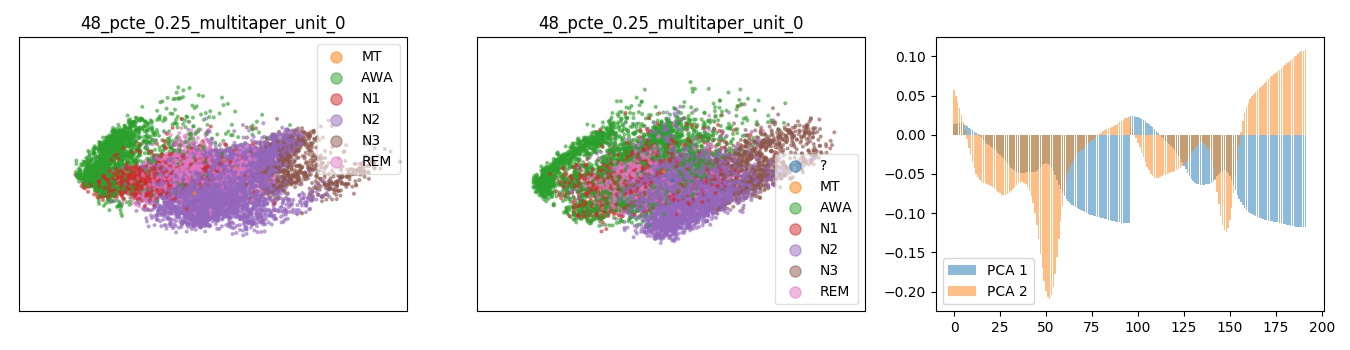 48_pcte_0.25_multitaper_unit_0
MT
AWA
N1
N2
N3
REM
48_pcte_0.25_multitaper_unit_0
?
MT
AWA
N1
N2
N3
REM
0.10
0.05
0.00
−0.05
−0.10
−0.15
−0.20
PCA 1
PCA 2
0 25 50 75 100 125 150 175 200